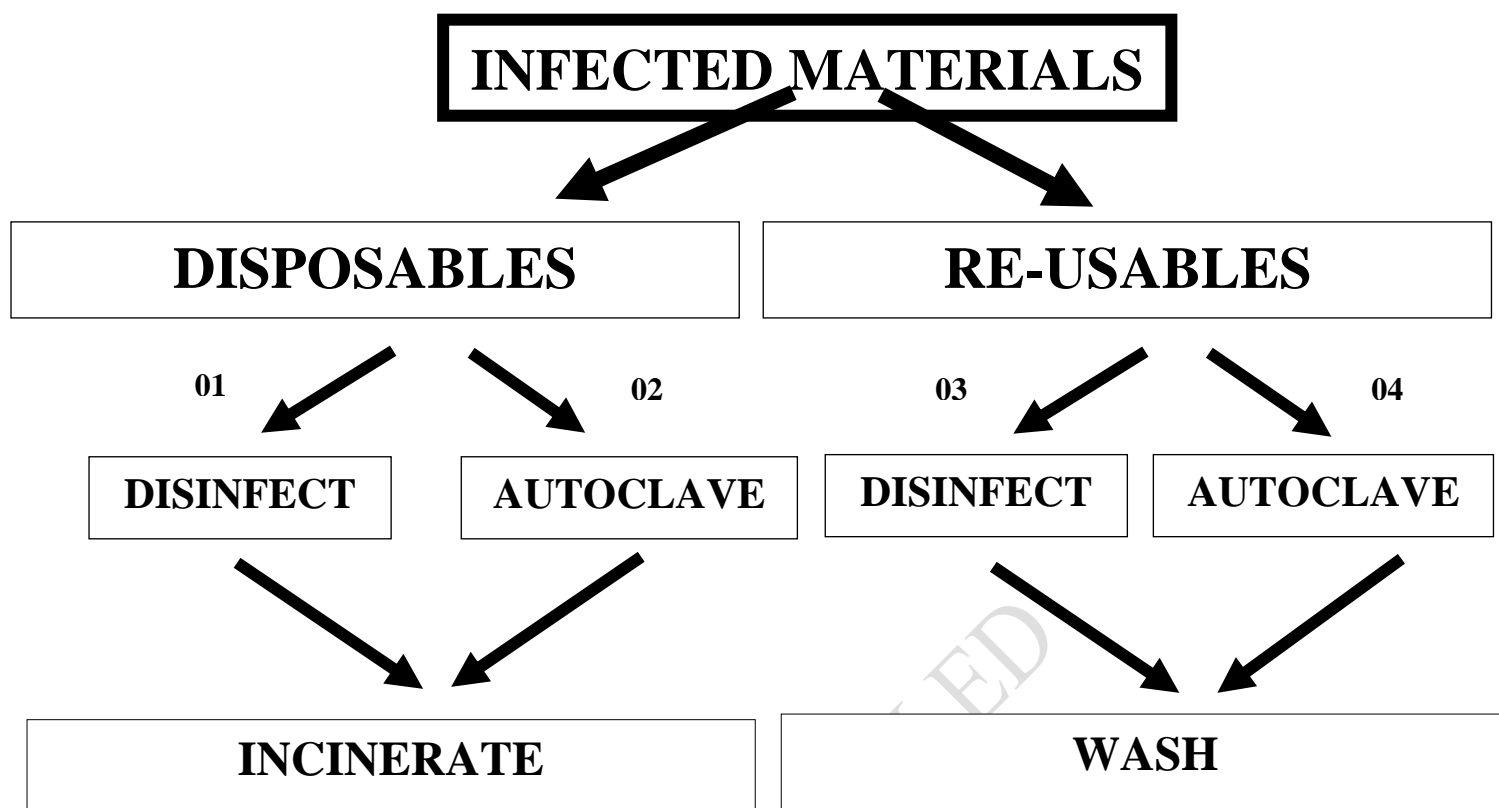 INFECTED MATERIALS
DISPOSABLES
RE-USABLES
01
02
03
04
DISINFECT
AUTOCLAVE
DISINFECT
AUTOCLAVE
INCINERATE
WASH